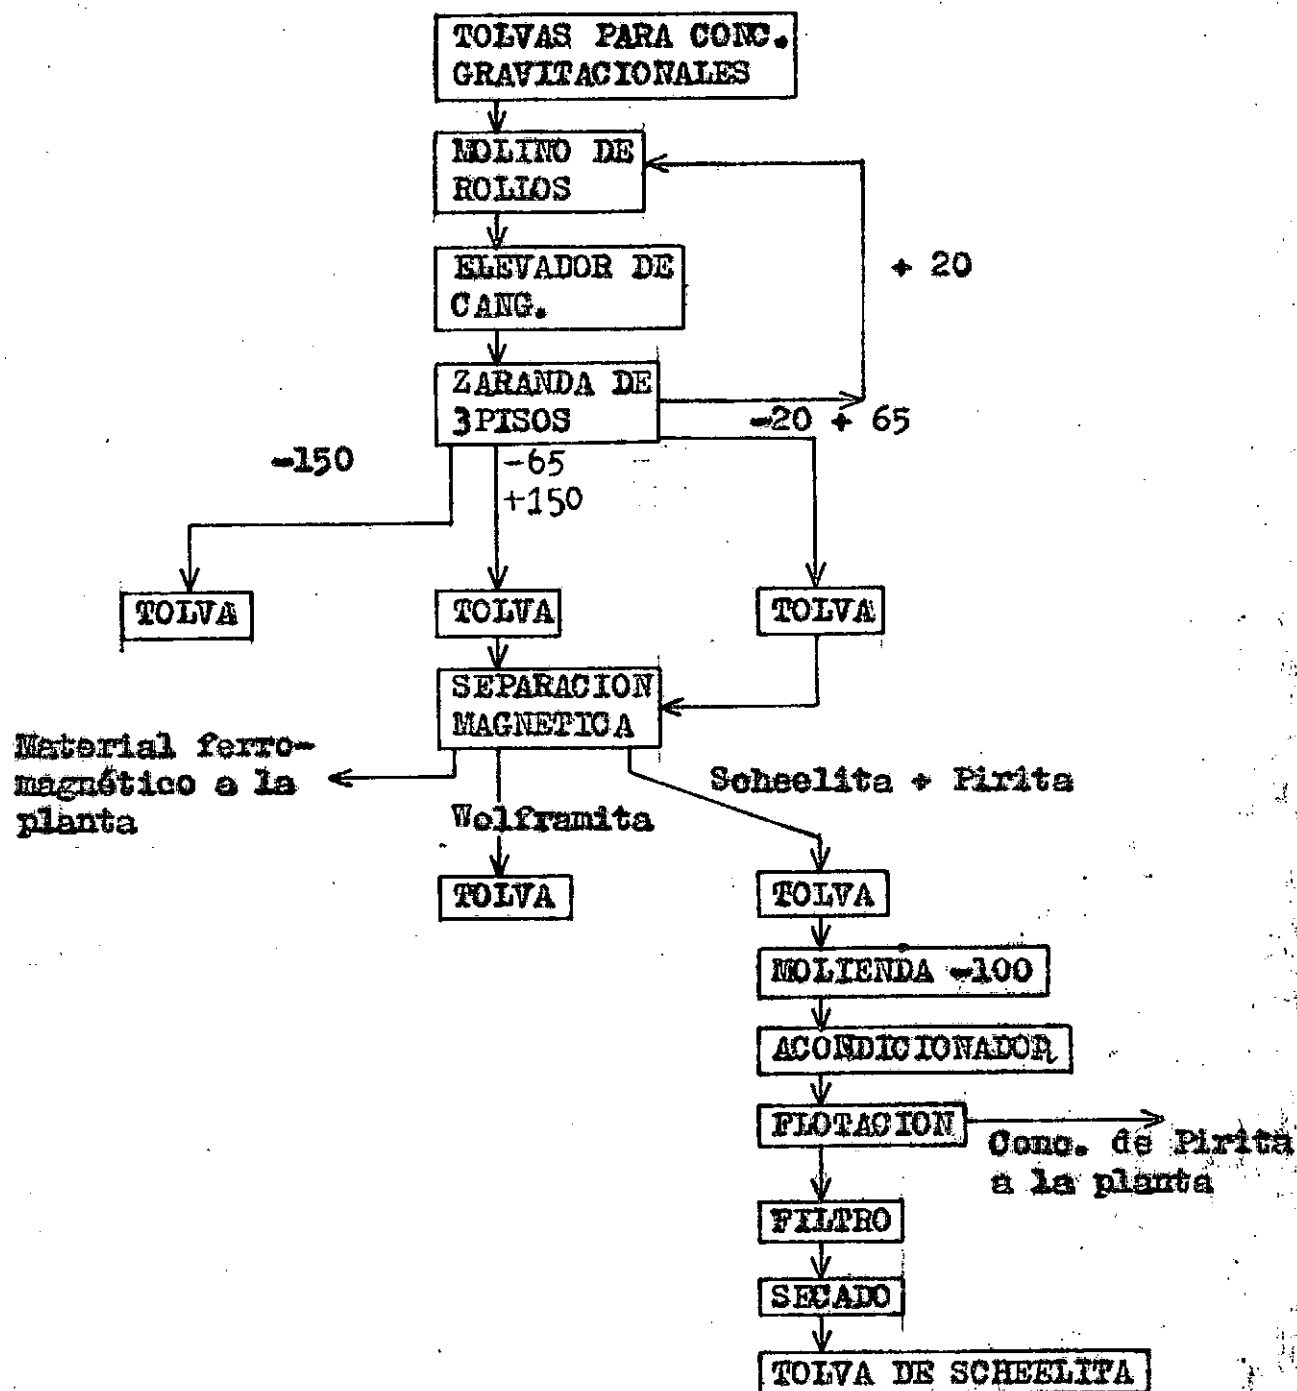 TOLVAS PARA CONC.
GRAVITACIONALES
MOLINO DE
ROLLOS
+ 20
ELEVADOR DE
CANG.
ZARANDA DE
3 PISOS
-20 + 65
-150
-65
+150
TOLVA
TOLVA
TOLVA
SEPARACION
MAGNETICA
Material ferro-
magnético a la
planta
Scheelita + Pirita
Wolframita
TOLVA
TOLVA
MOLIENDA -100
ACONDICIONADOR
FLOTACION
Conc. de Pirita
a la planta
FILTRO
SECADO
TOLVA DE SCHEELITA